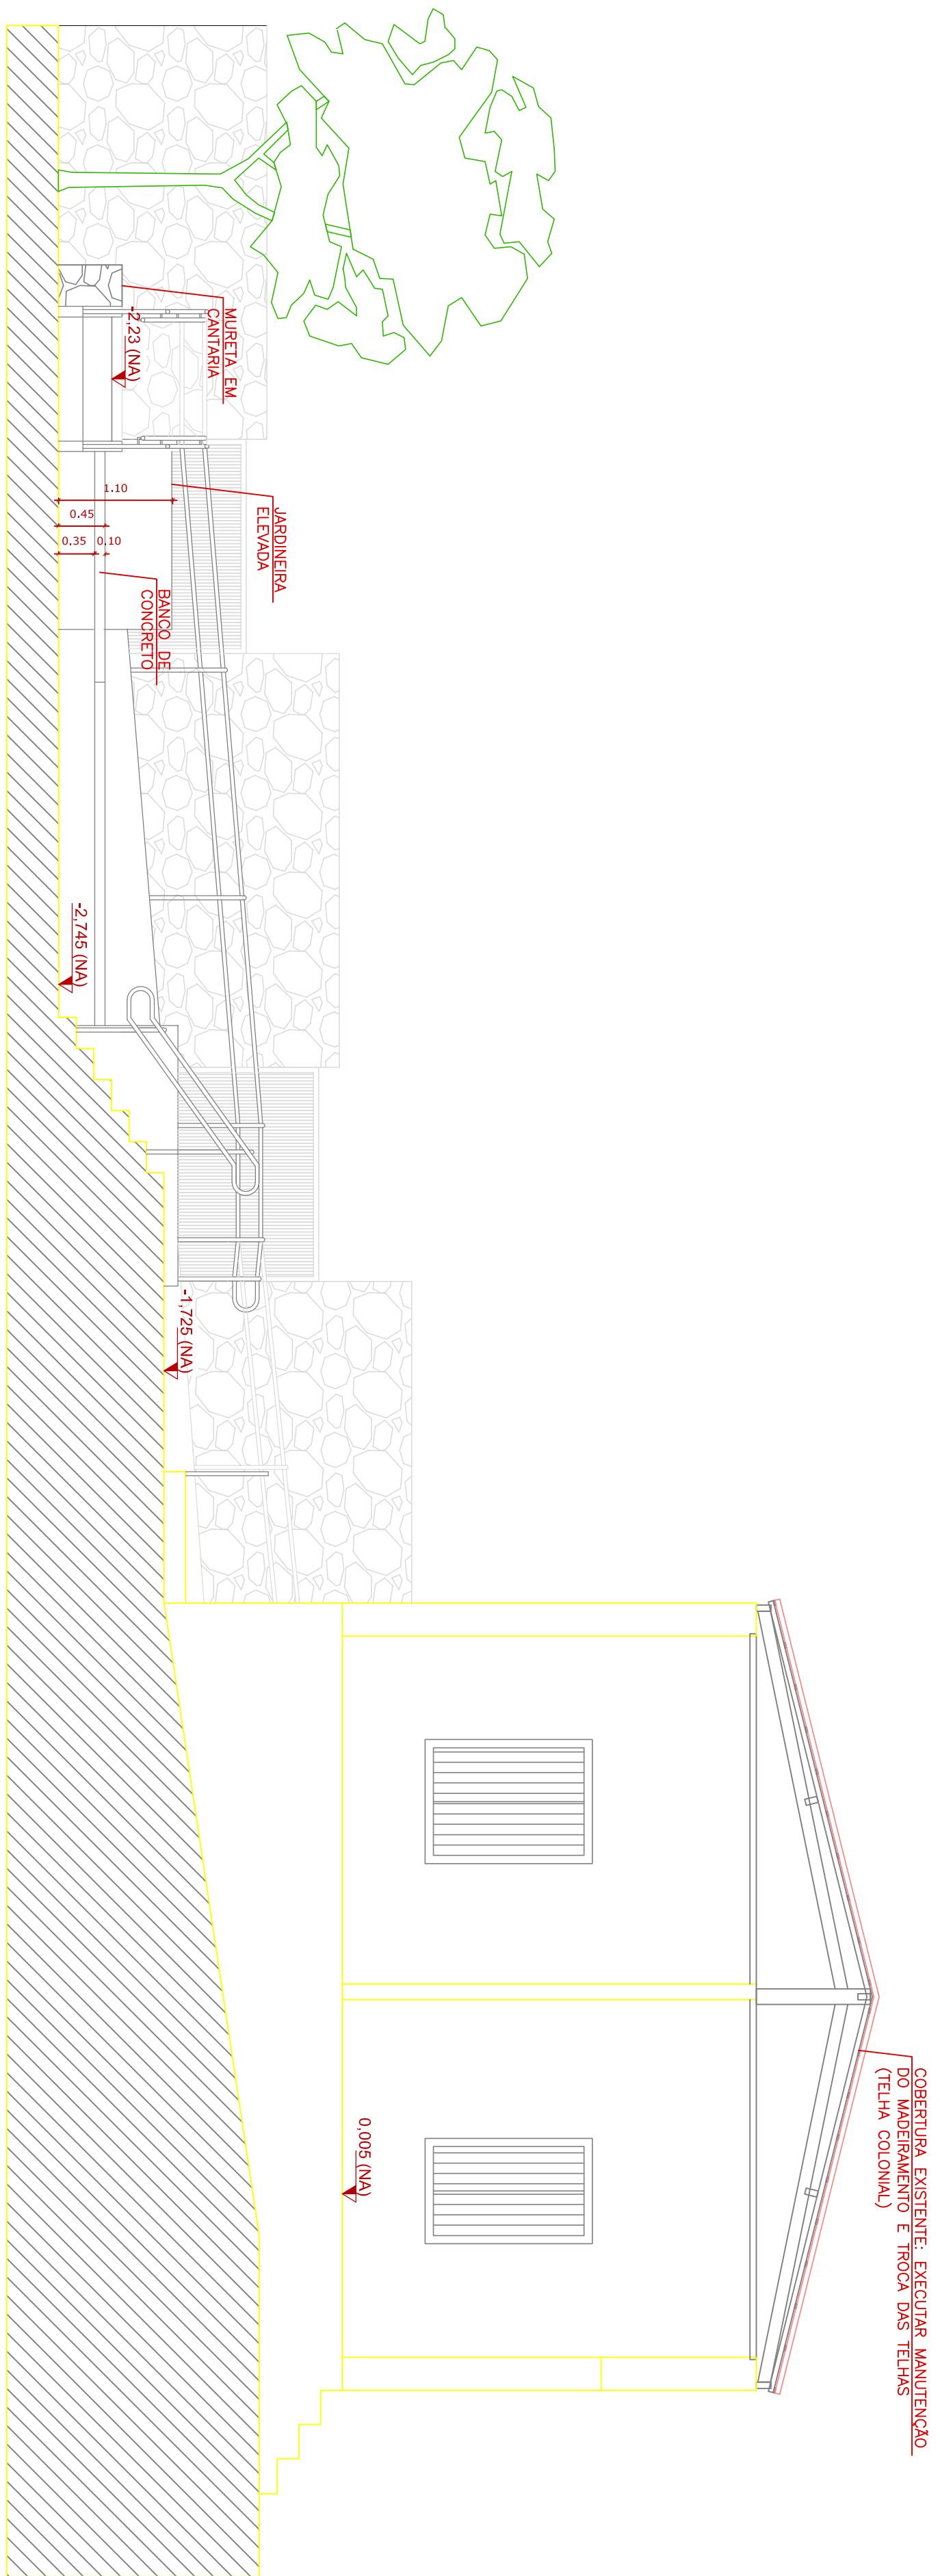 MURETA EM
CANTARIA
-2,23 (NA)
1.10
0.45
0,35
0,10
JARDINEIRA
ELEVADA
BANCO DE
CONCRETO
-2,745 (NA)
-1,725 (NA)
COBERTURA EXISTENTE: EXECUTAR MANUTENÇÃO
DO MADEIRAMENTO E TROCA DAS TELHAS
(TELHA COLONIAL)
0,005 (NA)